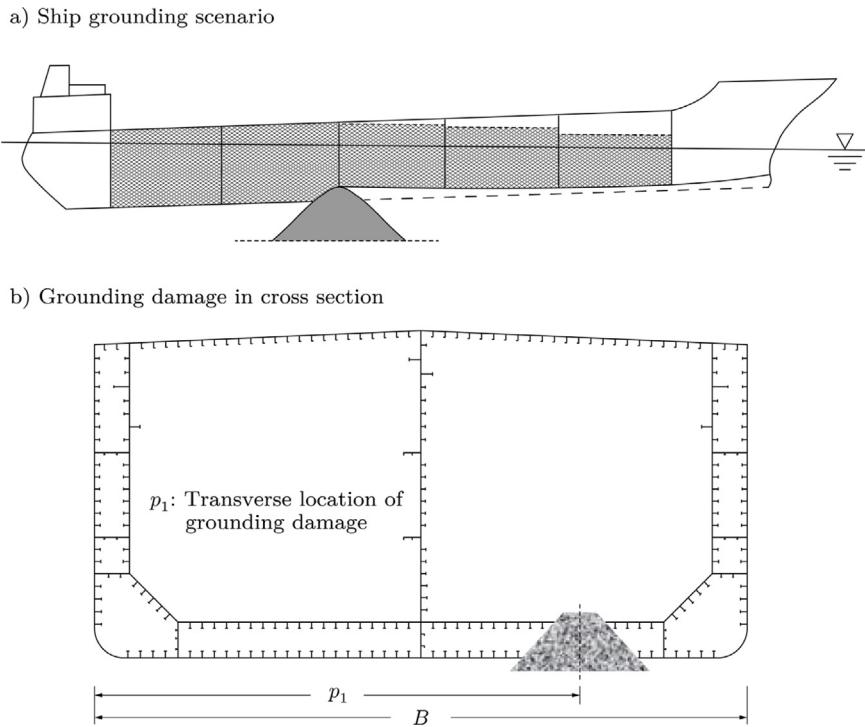 a) Ship grounding scenario
b) Grounding damage in cross section
p₁: Transverse location of
grounding damage
p₁
B